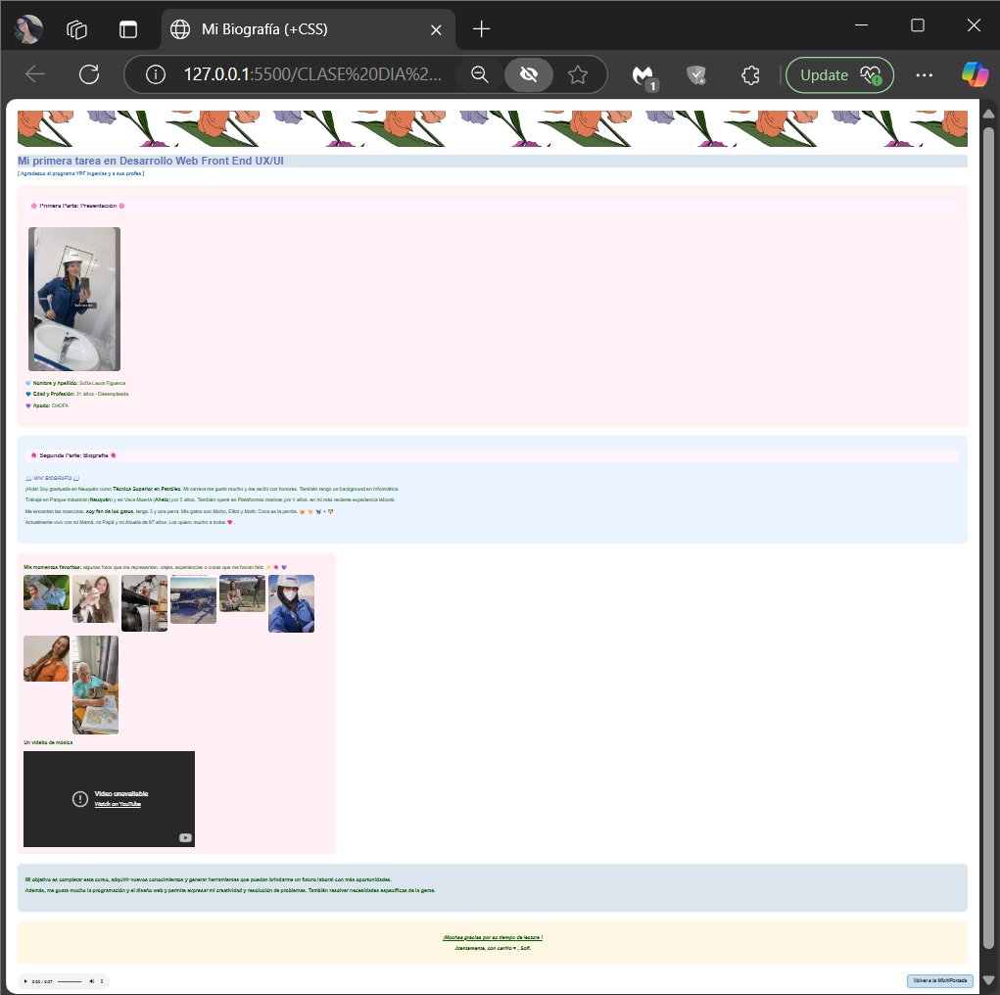 Mi Biografía (+CSS)
127.0.0.1:5500/CLASE%20DIA%2...
1
Update
Mi primera tarea en Desarrollo Web Front End UX/UI
[ Agradezco al programa YPF Ingenias y a sus profes ]
🌸 Primera Parte: Presentación 🌸
🩵 Nombre y Apellido: Sofia Laura Figueroa
💙 Edad y Profesión: 31 años - Desempleada
💜 Apodo: CHOFA
🌺 Segunda Parte: Biografía 🌺
📖 MINI BIOGRAFÍA 📖
¡Hola! Soy graduada en Neuquén como Técnica Superior en Petróleo. Mi carrera me gustó mucho y me recibí con honores. También tengo un background en Informática.
Trabajé en Parque Industrial (Neuquén) y en Vaca Muerta (Añelo) por 5 años. También operé en Plataformas marinas por 4 años, en mi más reciente experiencia laboral.
Me encantan las mascotas, soy fan de los gatos, tengo 3 y una perra. Mis gatos son Micho, Elliot y Moth. Coca es la perrita.
Actualmente vivo con mi Mamá, mi Papá y mi Abuela de 97 años. Los quiero mucho a todos ❤️ .
Mis momentos favoritos: algunas fotos que me representan, viajes, experiencias o cosas que me hacen feliz ✨ 🌺 💜
Un videito de música
Video unavailable
Watch on YouTube
Mi objetivo es completar este curso, adquirir nuevos conocimientos y generar herramientas que puedan brindarme un futuro laboral con más oportunidades.
Además, me gusta mucho la programación y el diseño web y permite expresar mi creatividad y resolución de problemas. También resolver necesidades específicas de la gente.
¡Muchas gracias por su tiempo de lectura !
Atentamente, con cariño ♥ , Sofi.
0:00 / 3:57
Volver a la MichiPortada